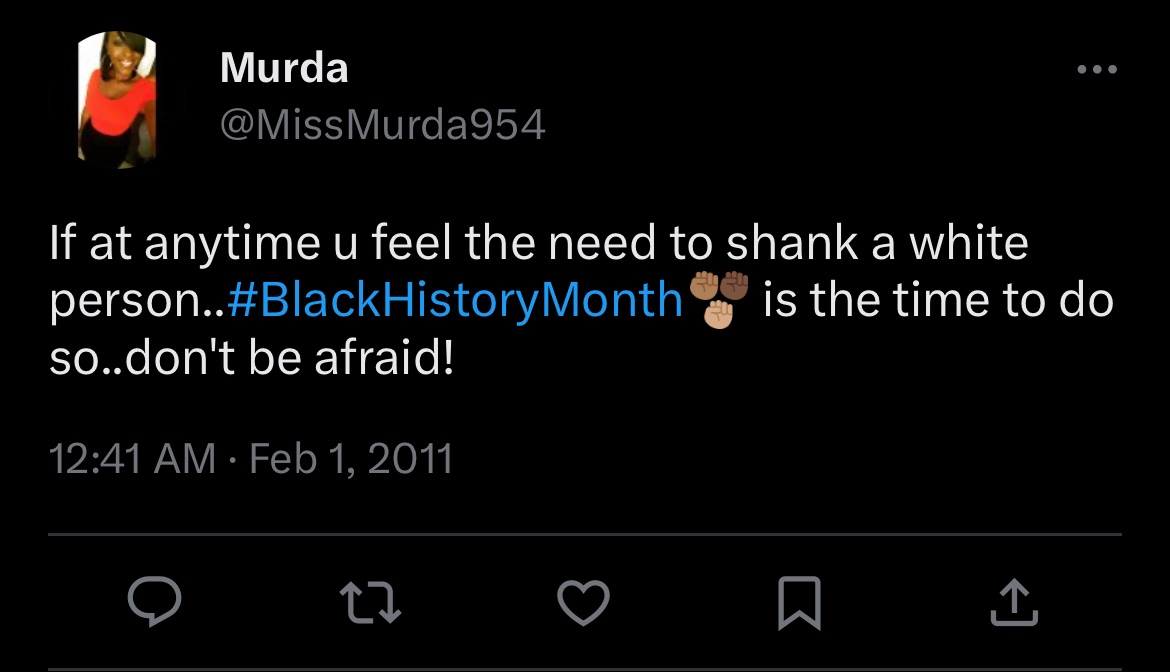 Murda
@MissMurda954
If at anytime u feel the need to shank a white
person..#BlackHistoryMonth✊🏽✊🏿✊🏼 is the time to do
so..don't be afraid!
12:41 AM · Feb 1, 2011